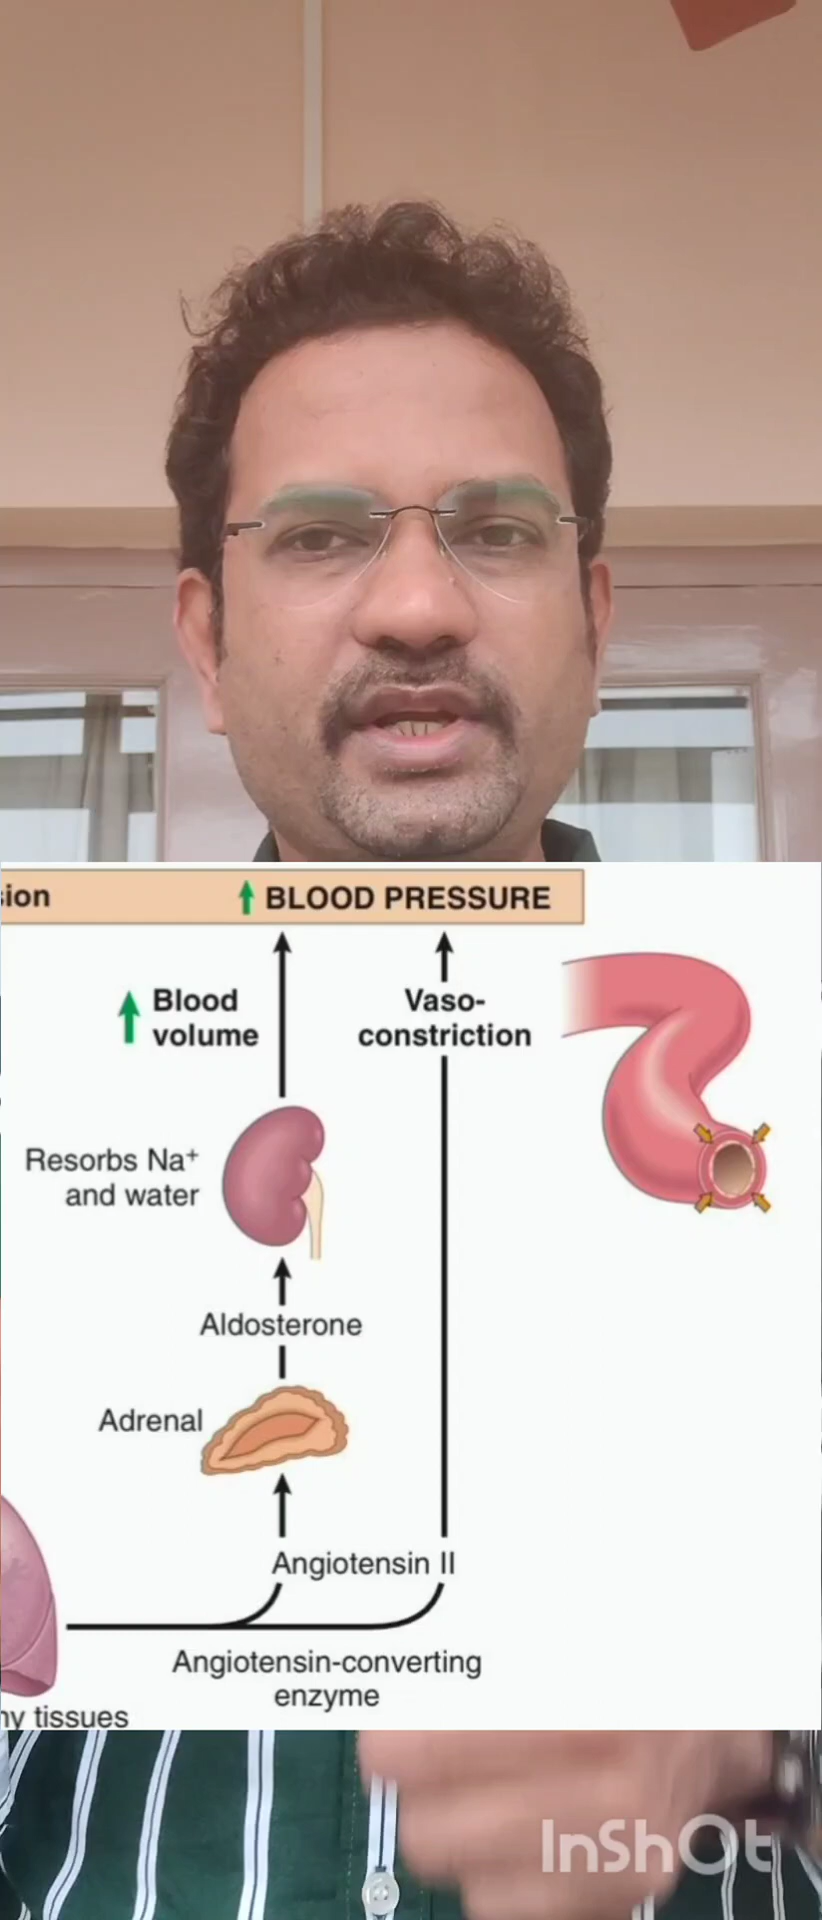 sion
BLOOD PRESSURE
Blood
volume
Vaso-
constriction
Resorbs Na⁺
and water
Aldosterone
Adrenal
Angiotensin II
Angiotensin-converting
enzyme
ny tissues
InShOt